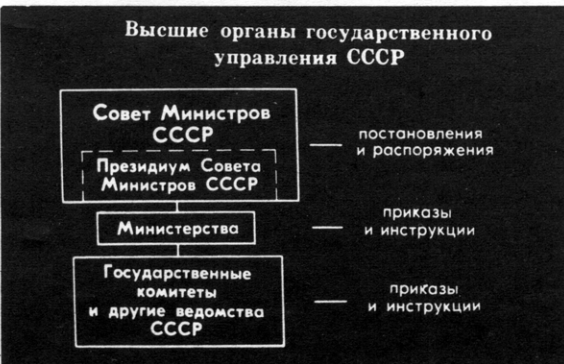 Высшие органы государственного
управления СССР
Совет Министров
СССР
Президиум Совета
Министров СССР
постановления
и распоряжения
Министерства
приказы
и инструкции
Государственные
комитеты
и другие ведомства
СССР
приказы
и инструкции